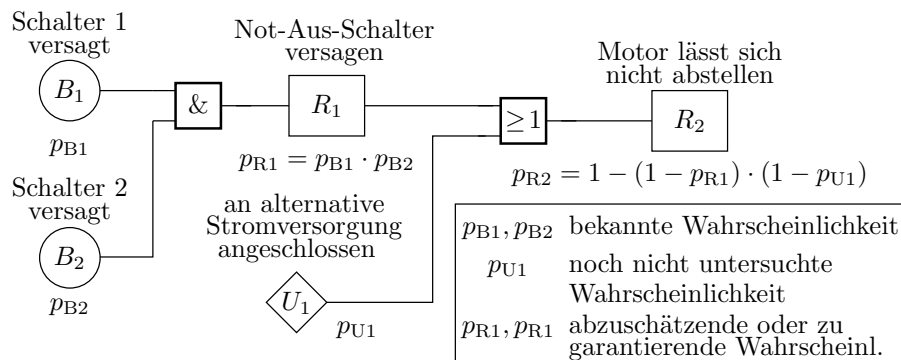 Schalter 1
versagt
B₁
p_B1
Schalter 2
versagt
B₂
p_B2
&
Not-Aus-Schalter
versagen
R₁
p_R1 = p_B1 · p_B2
an alternative
Stromversorgung
angeschlossen
U₁
p_U1
≥1
Motor lässt sich
nicht abstellen
R₂
p_R2 = 1 − (1 − p_R1) · (1 − p_U1)
p_B1, p_B2 bekannte Wahrscheinlichkeit
p_U1 noch nicht untersuchte
Wahrscheinlichkeit
p_R1, p_R1 abzuschätzende oder zu
garantierende Wahrscheinl.